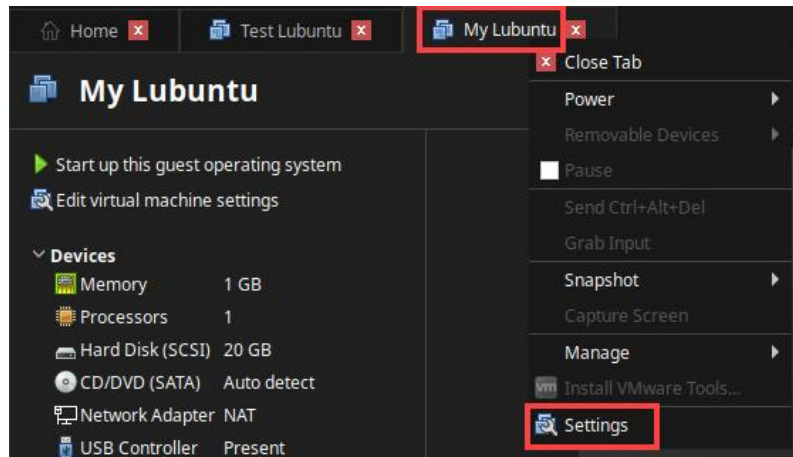 Home
Test Lubuntu
My Lubuntu
My Lubuntu
Start up this guest operating system
Edit virtual machine settings
Devices
Memory 1 GB
Processors 1
Hard Disk (SCSI) 20 GB
CD/DVD (SATA) Auto detect
Network Adapter NAT
USB Controller Present
Close Tab
Power
Removable Devices
Pause
Send Ctrl+Alt+Del
Grab Input
Snapshot
Capture Screen
Manage
vm Install VMware Tools...
Settings